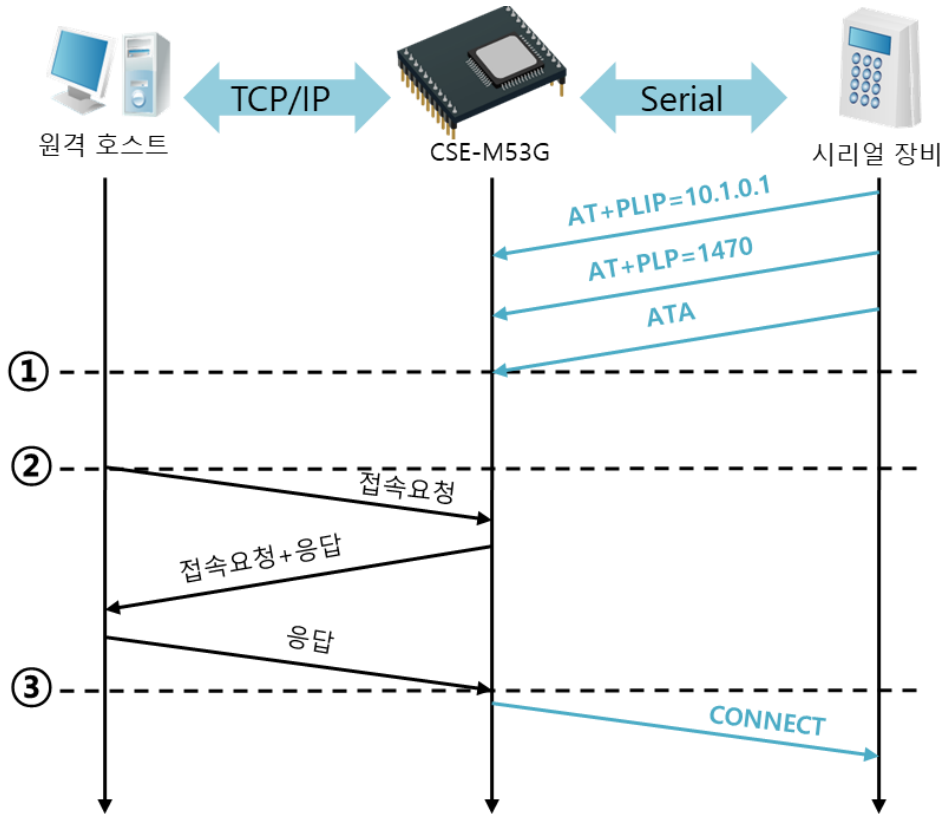 TCP/IP
Serial
원격 호스트
CSE-M53G
시리얼 장비
AT+PLIP=10.1.0.1
AT+PLP=1470
ATA
①
②
접속요청
접속요청+응답
응답
③
CONNECT